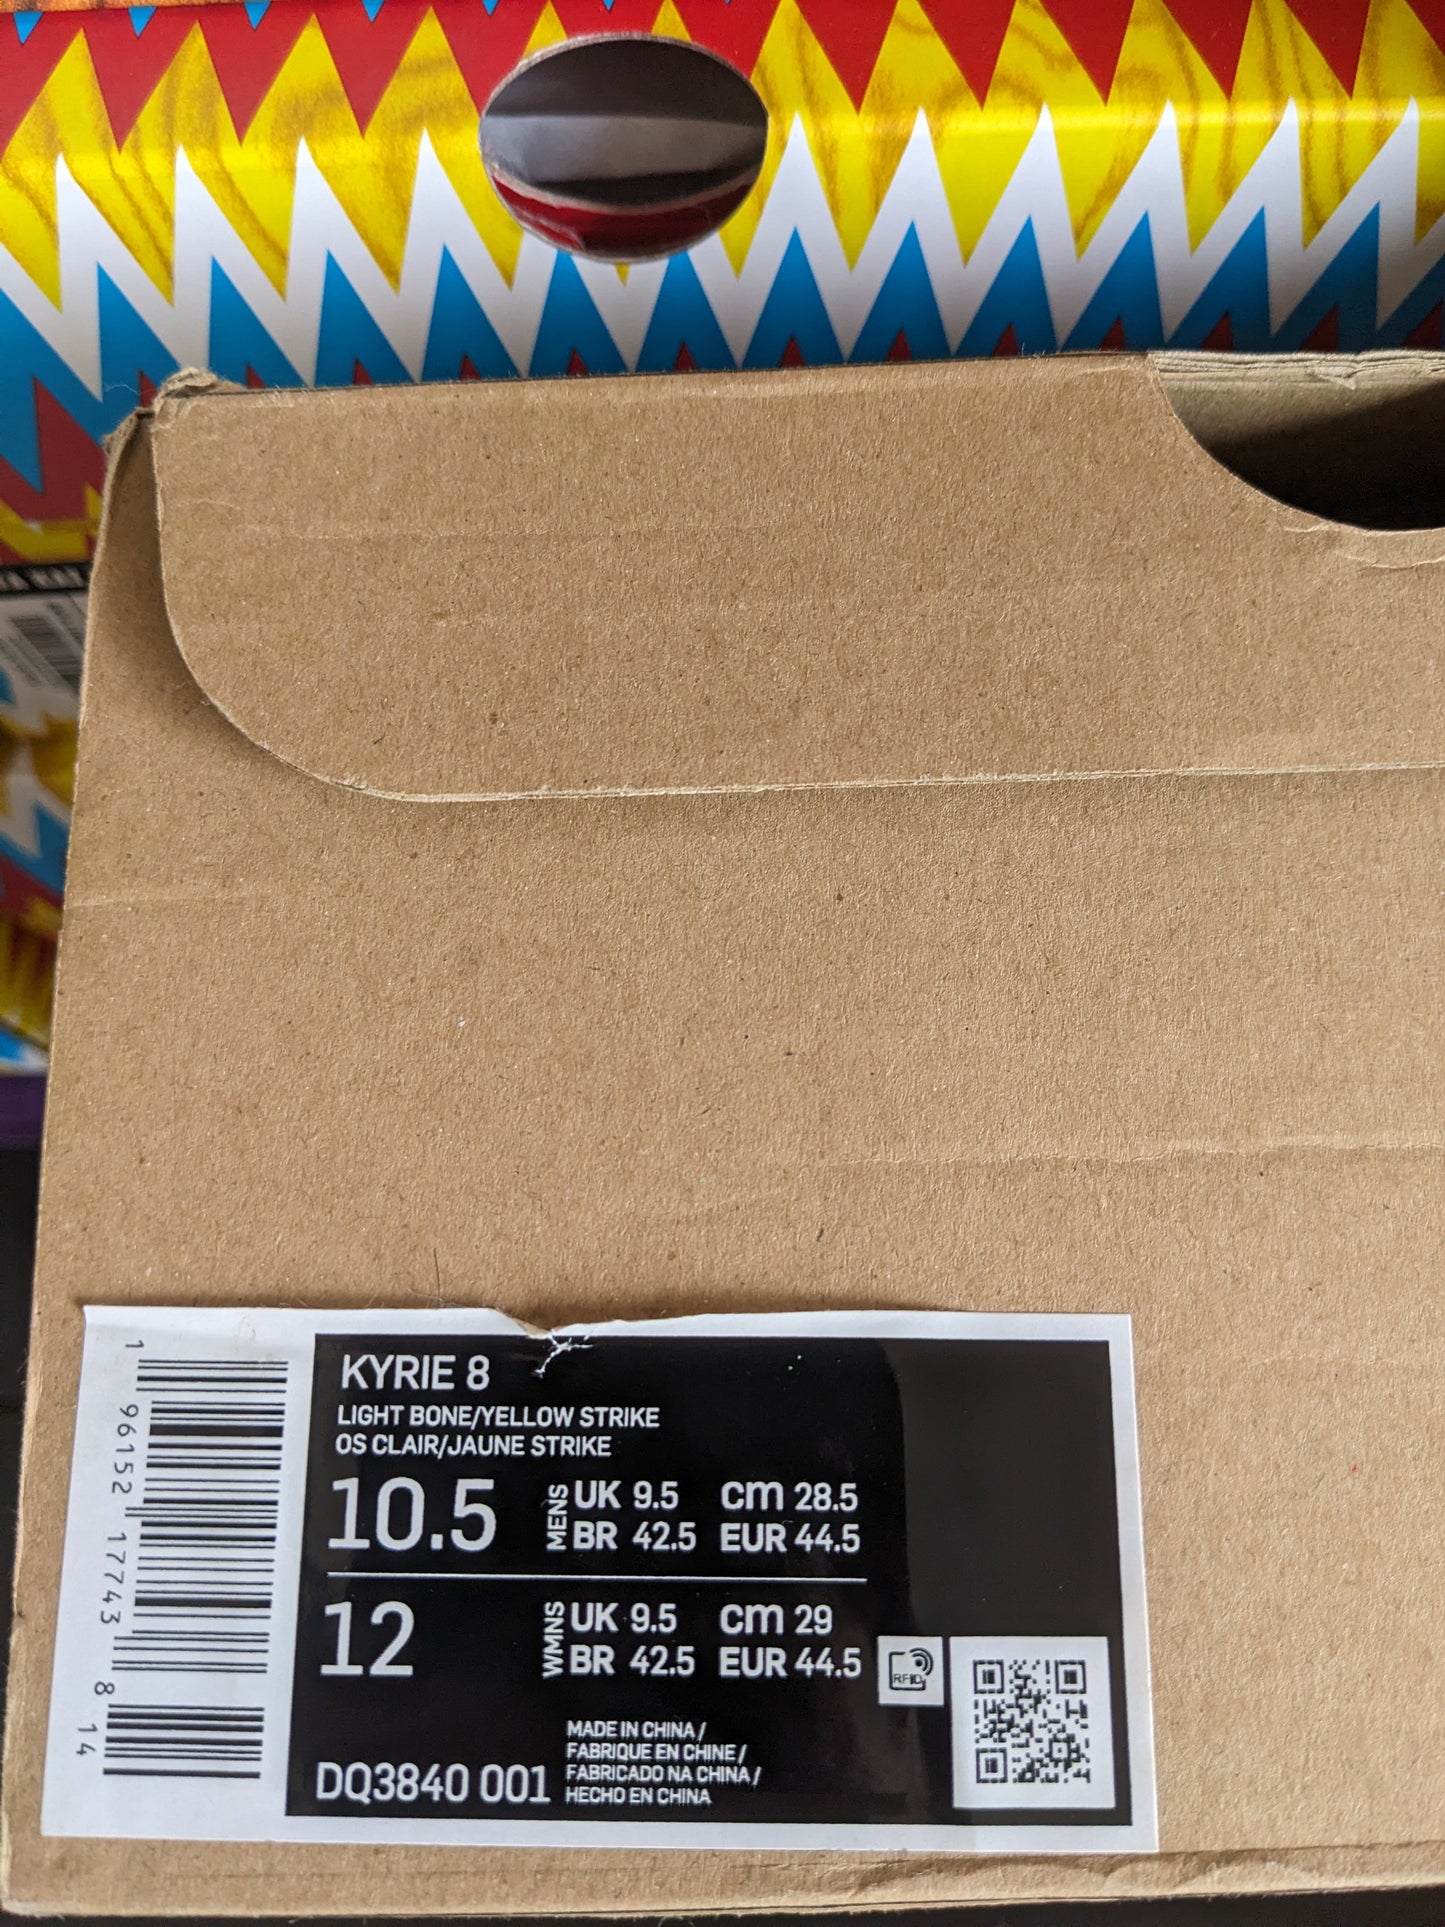 KYRIE 8
LIGHT BONE/YELLOW STRIKE
OS CLAIR/JAUNE STRIKE
10.5 MENS UK 9.5 cm 28.5
BR 42.5 EUR 44.5
12 WMNS UK 9.5 cm 29
BR 42.5 EUR 44.5
RFID
DQ3840 001
MADE IN CHINA /
FABRIQUE EN CHINE /
FABRICADO NA CHINA /
HECHO EN CHINA
1 96152 17743 8 14